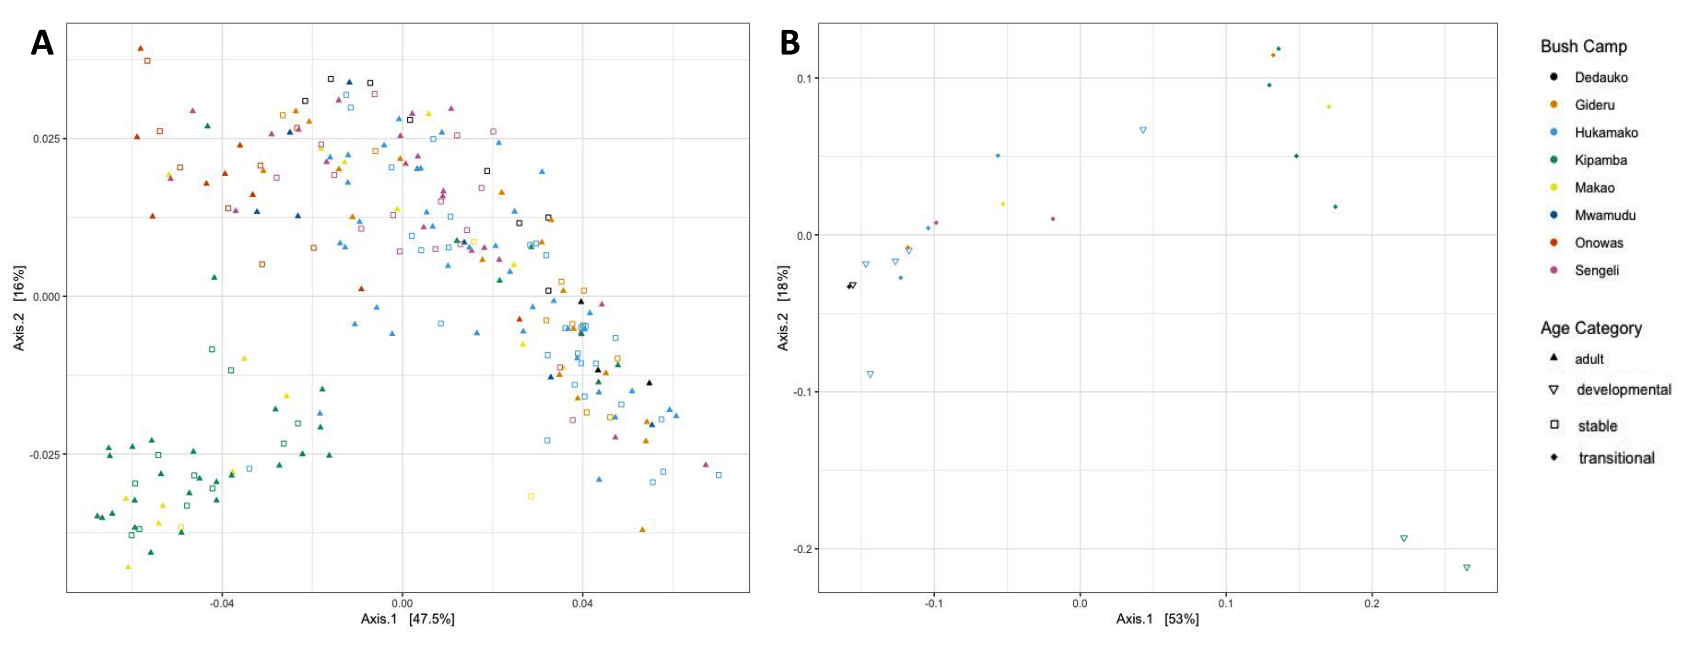 A
0.025
0.000
-0.025
-0.04
0.00
0.04
Axis.2 [16%]
Axis.1 [47.5%]
B
0.1
0.0
-0.1
-0.2
-0.1
0.0
0.1
0.2
Axis.2 [18%]
Axis.1 [53%]
Bush Camp
Dedauko
Gideru
Hukamako
Kipamba
Makao
Mwamudu
Onowas
Sengeli
Age Category
adult
developmental
stable
transitional